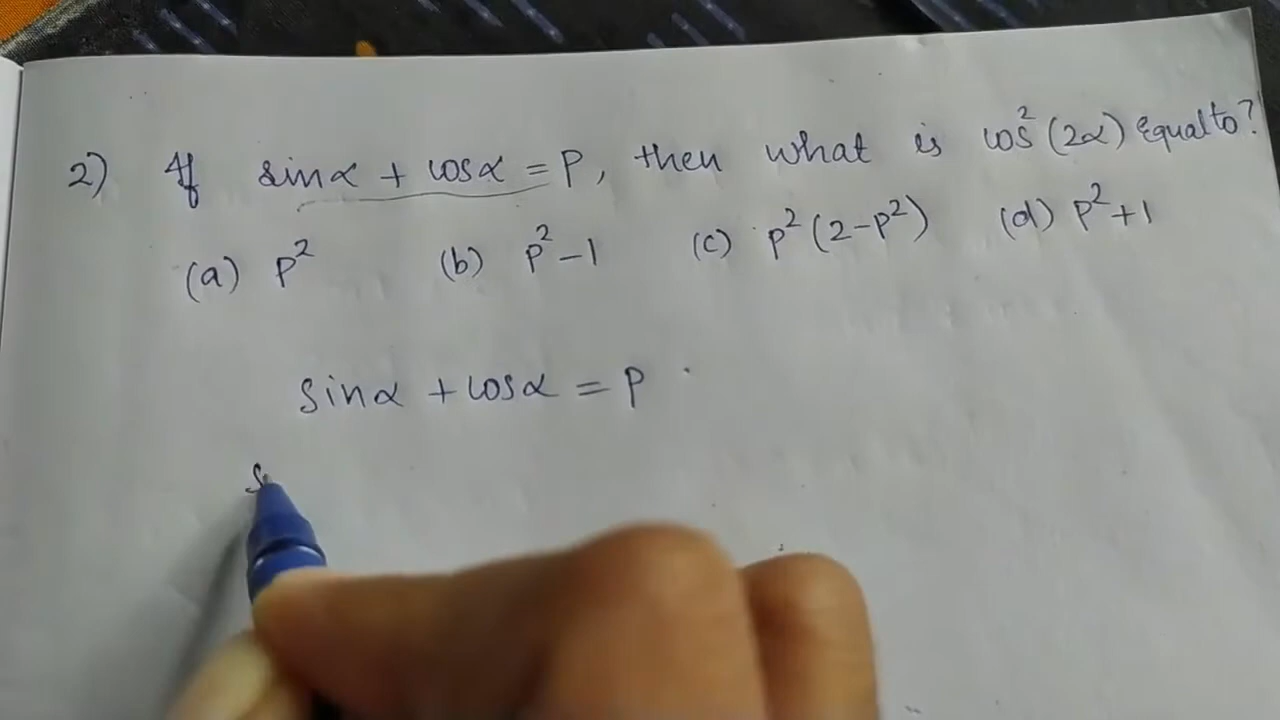 2) If sinα + cosα = P, then what is cos²(2α) Equal to?
(a) p² (b) p²-1 (c) p²(2-p²) (d) p²+1
sinα + cosα = p
s